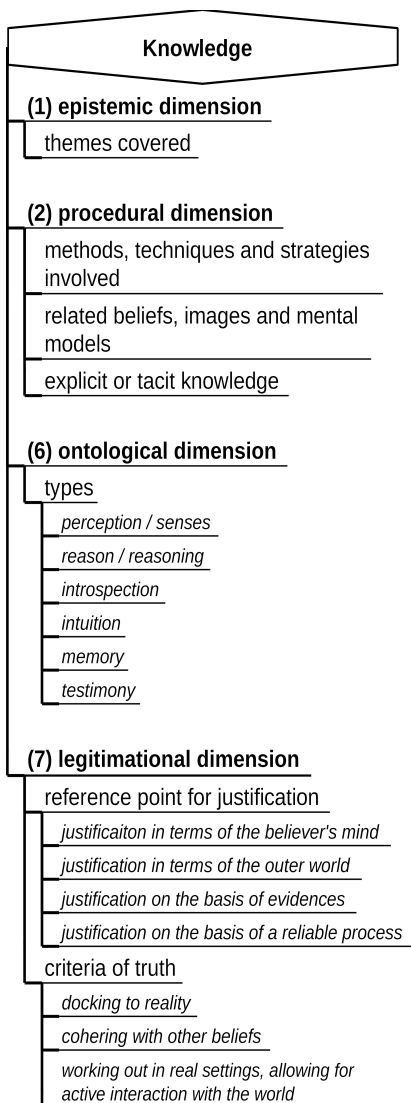 Knowledge
(1) epistemic dimension
themes covered
(2) procedural dimension
methods, techniques and strategies
involved
related beliefs, images and mental
models
explicit or tacit knowledge
(6) ontological dimension
types
perception / senses
reason / reasoning
introspection
intuition
memory
testimony
(7) legitimational dimension
reference point for justification
justificaiton in terms of the believer's mind
justification in terms of the outer world
justification on the basis of evidences
justification on the basis of a reliable process
criteria of truth
docking to reality
cohering with other beliefs
working out in real settings, allowing for
active interaction with the world